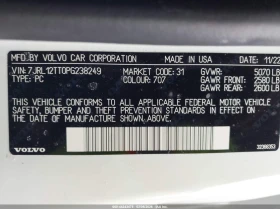 MFD. BY VOLVO CAR CORPORATION MADE IN USA 11/22
VIN: 7JRL12TT0PG238249 MARKET CODE: 31 GVWR: 5070 LB
TYPE: PC COLOUR: 707 GAWR FRONT: 2580 LB
GAWR REAR: 2600 LB
THIS VEHICLE CONFORMS TO ALL APPLICABLE FEDERAL MOTOR VEHICLE
SAFETY, BUMPER AND THEFT PREVENTION STANDARDS IN EFFECT ON THE
DATE OF MANUFACTURE SHOWN ABOVE.
VOLVO